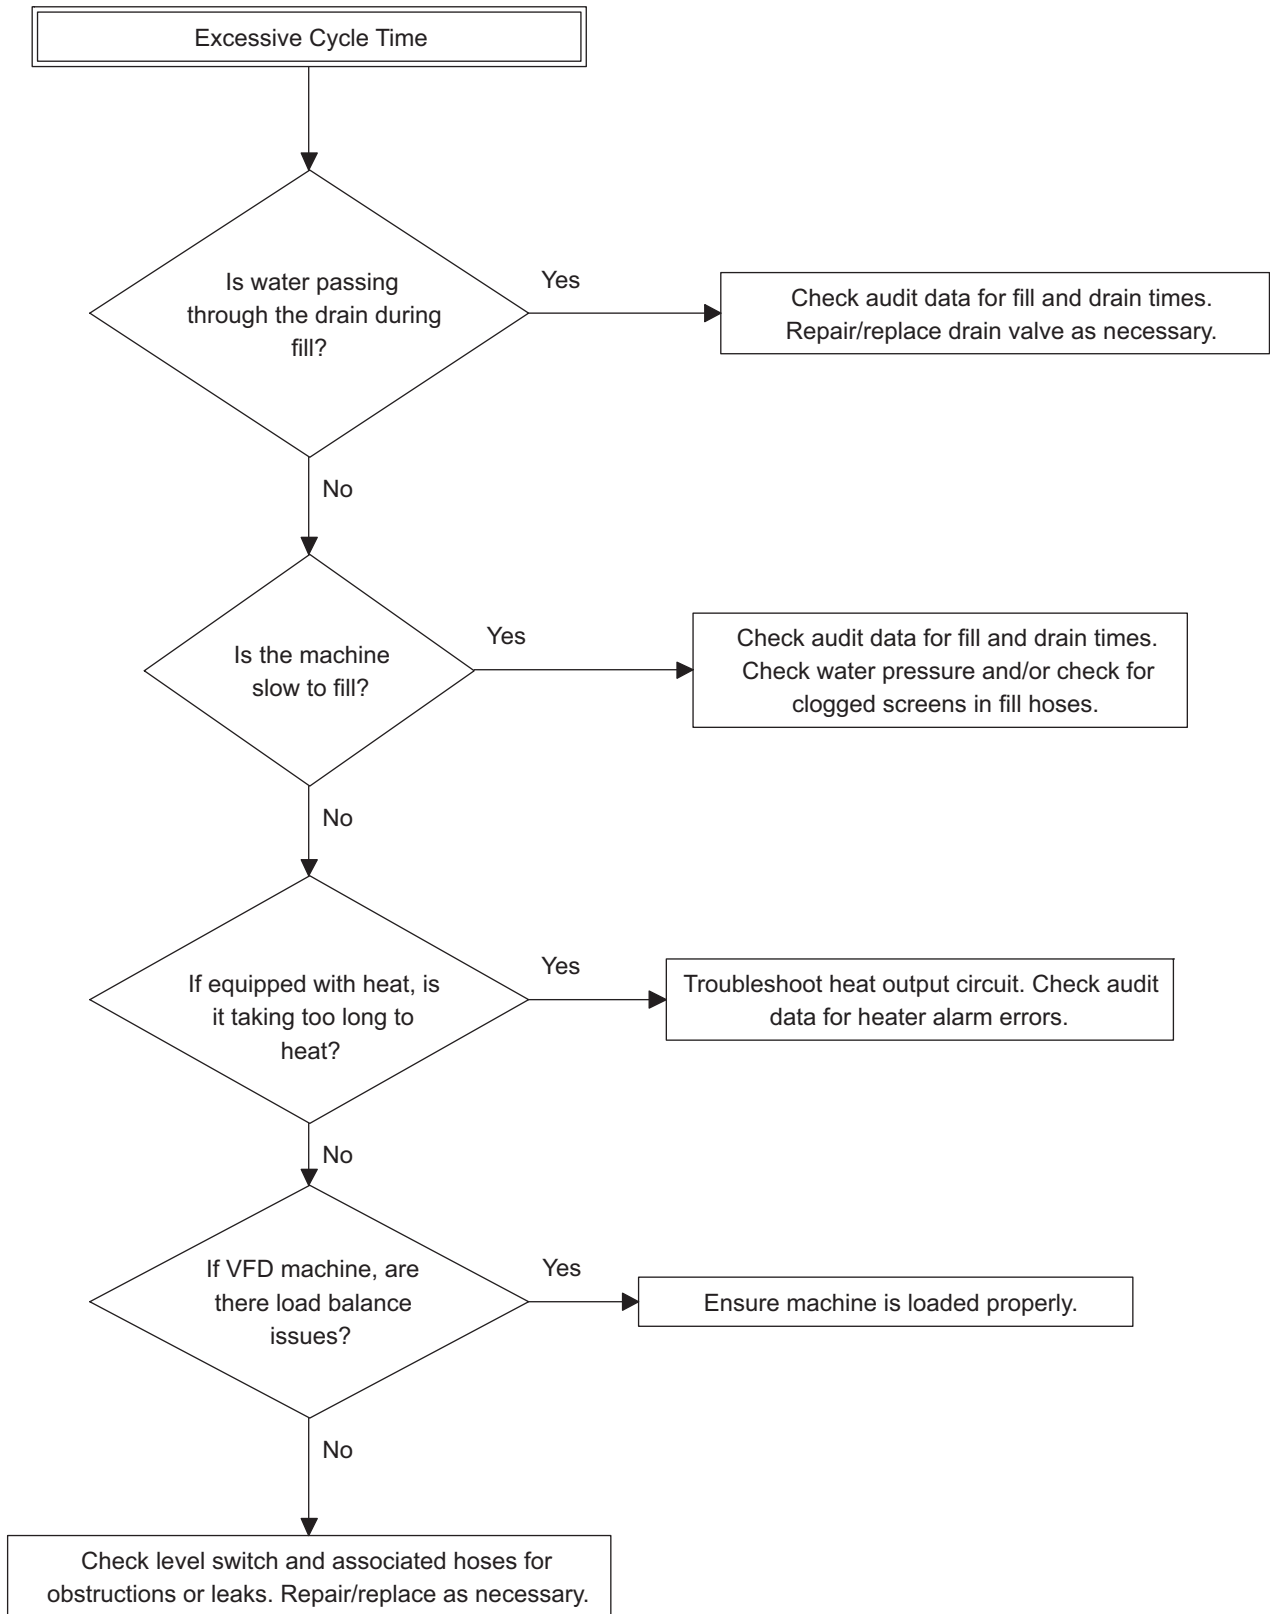 Excessive Cycle Time
Is water passing
through the drain during
fill?
Yes
Check audit data for fill and drain times.
Repair/replace drain valve as necessary.
No
Is the machine
slow to fill?
Yes
Check audit data for fill and drain times.
Check water pressure and/or check for
clogged screens in fill hoses.
No
If equipped with heat, is
it taking too long to
heat?
Yes
Troubleshoot heat output circuit. Check audit
data for heater alarm errors.
No
If VFD machine, are
there load balance
issues?
Yes
Ensure machine is loaded properly.
No
Check level switch and associated hoses for
obstructions or leaks. Repair/replace as necessary.